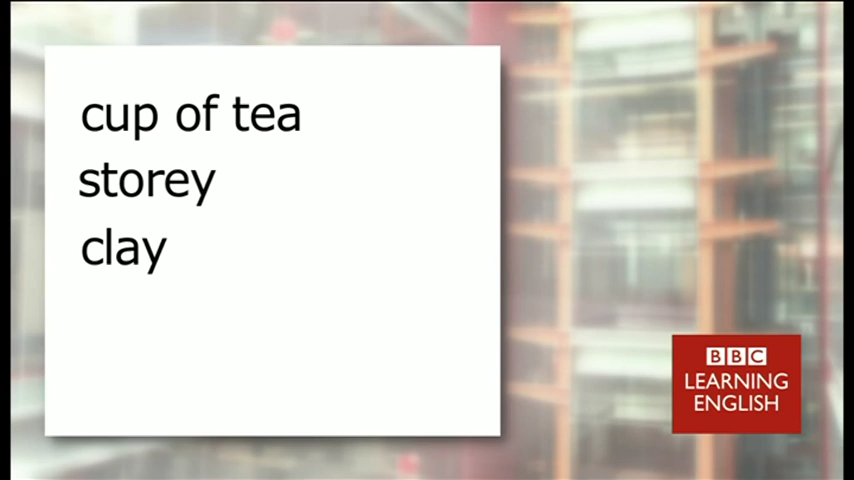 cup of tea
storey
clay
BBC
LEARNING
ENGLISH